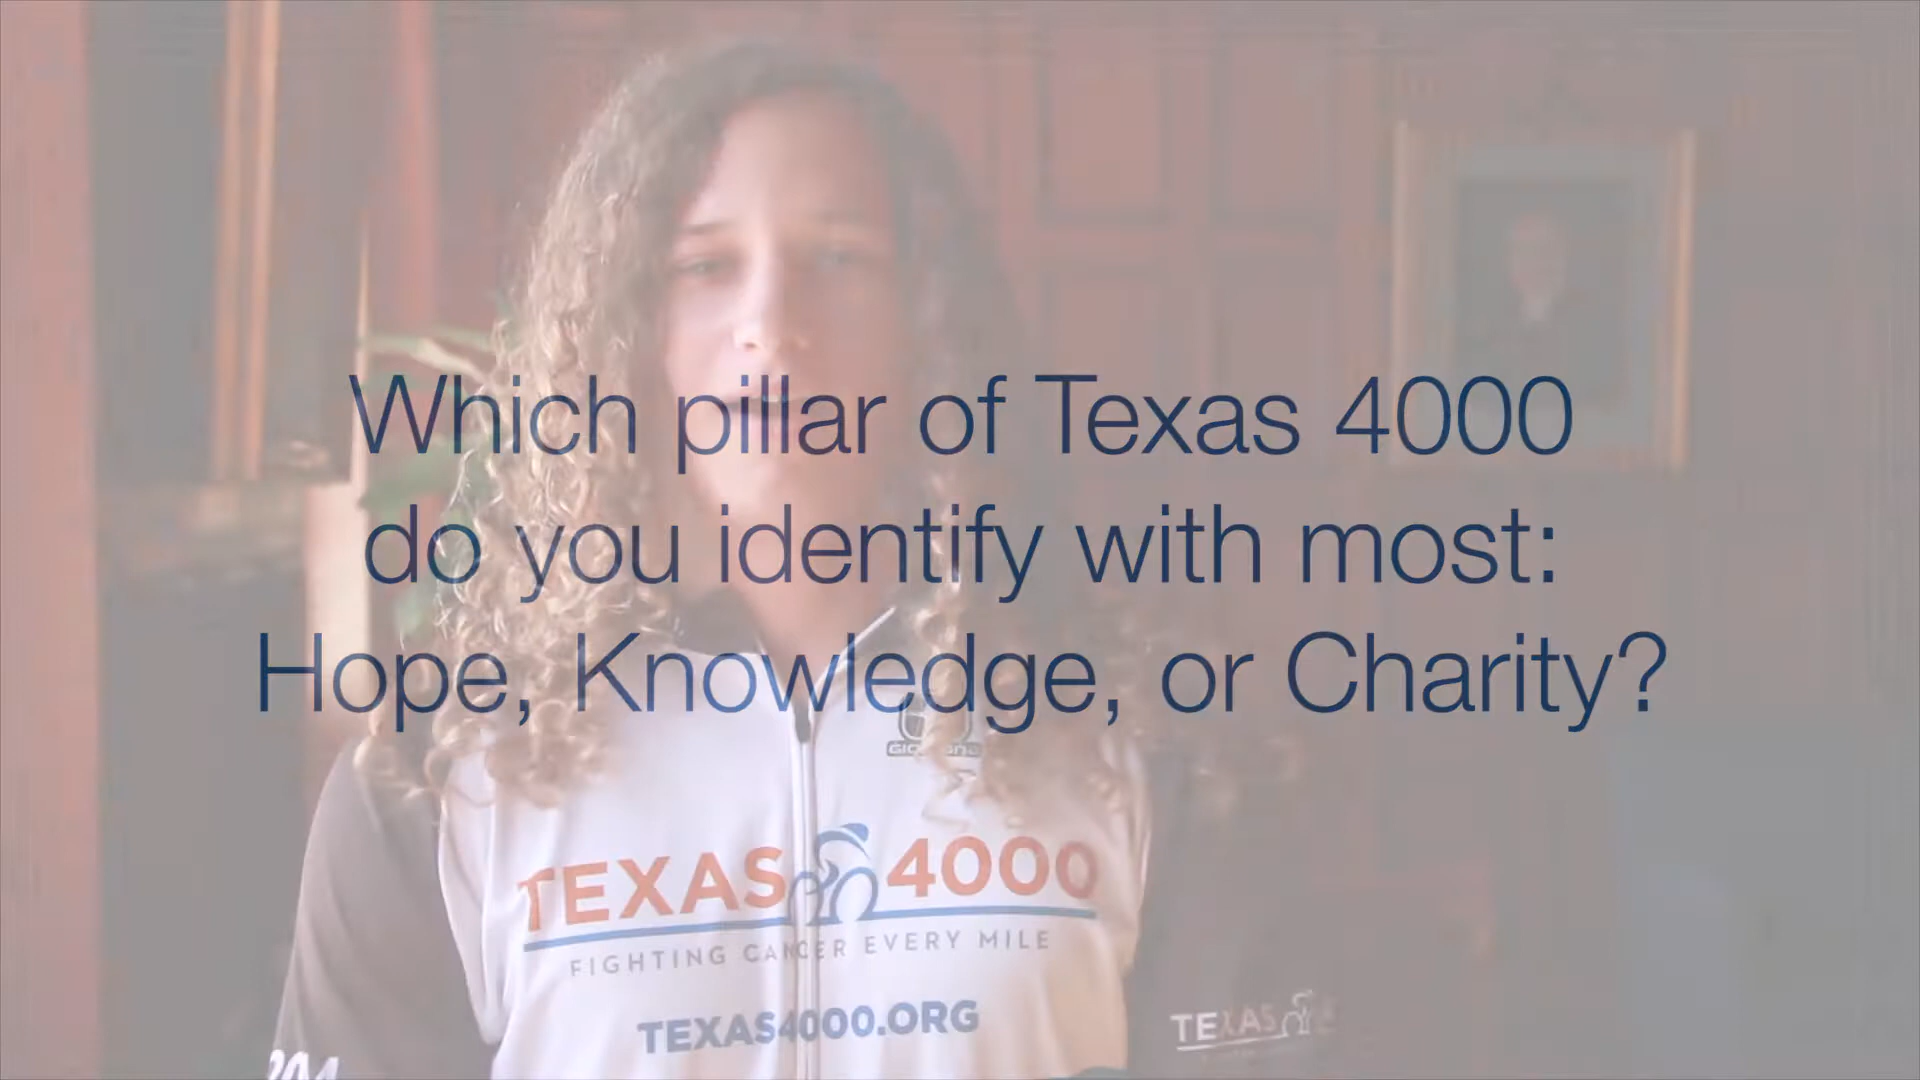 Which pillar of Texas 4000
do you identify with most:
Hope, Knowledge, or Charity?
TEXAS 4000
FIGHTING CANCER EVERY MILE
TEXAS4000.ORG
TEXAS